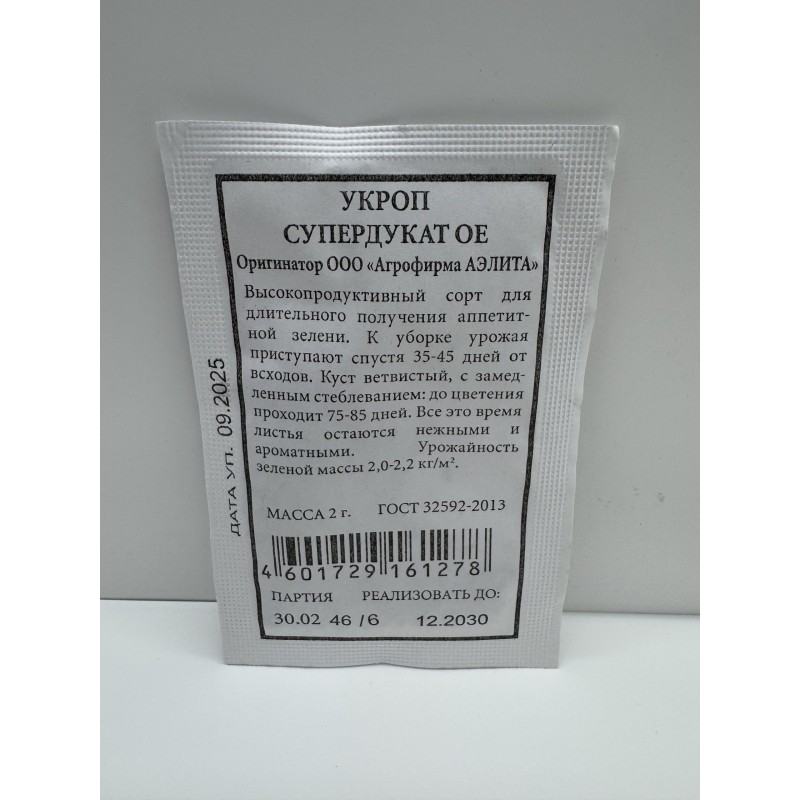 УКРОП
СУПЕРДУКАТ ОЕ
Оригинатор ООО «Агрофирма АЭЛИТА»
Высокопродуктивный сорт для
длительного получения аппетит-
ной зелени. К уборке урожая
приступают спустя 35-45 дней от
всходов. Куст ветвистый, с замед-
ленным стеблеванием: до цветения
проходит 75-85 дней. Все это время
листья остаются нежными и
ароматными. Урожайность
зеленой массы 2,0-2,2 кг/м².
МАССА 2 г. ГОСТ 32592-2013
4 601729 161278
ПАРТИЯ РЕАЛИЗОВАТЬ ДО:
30.02 46 /6 12.2030
ДАТА УП. 09.2025